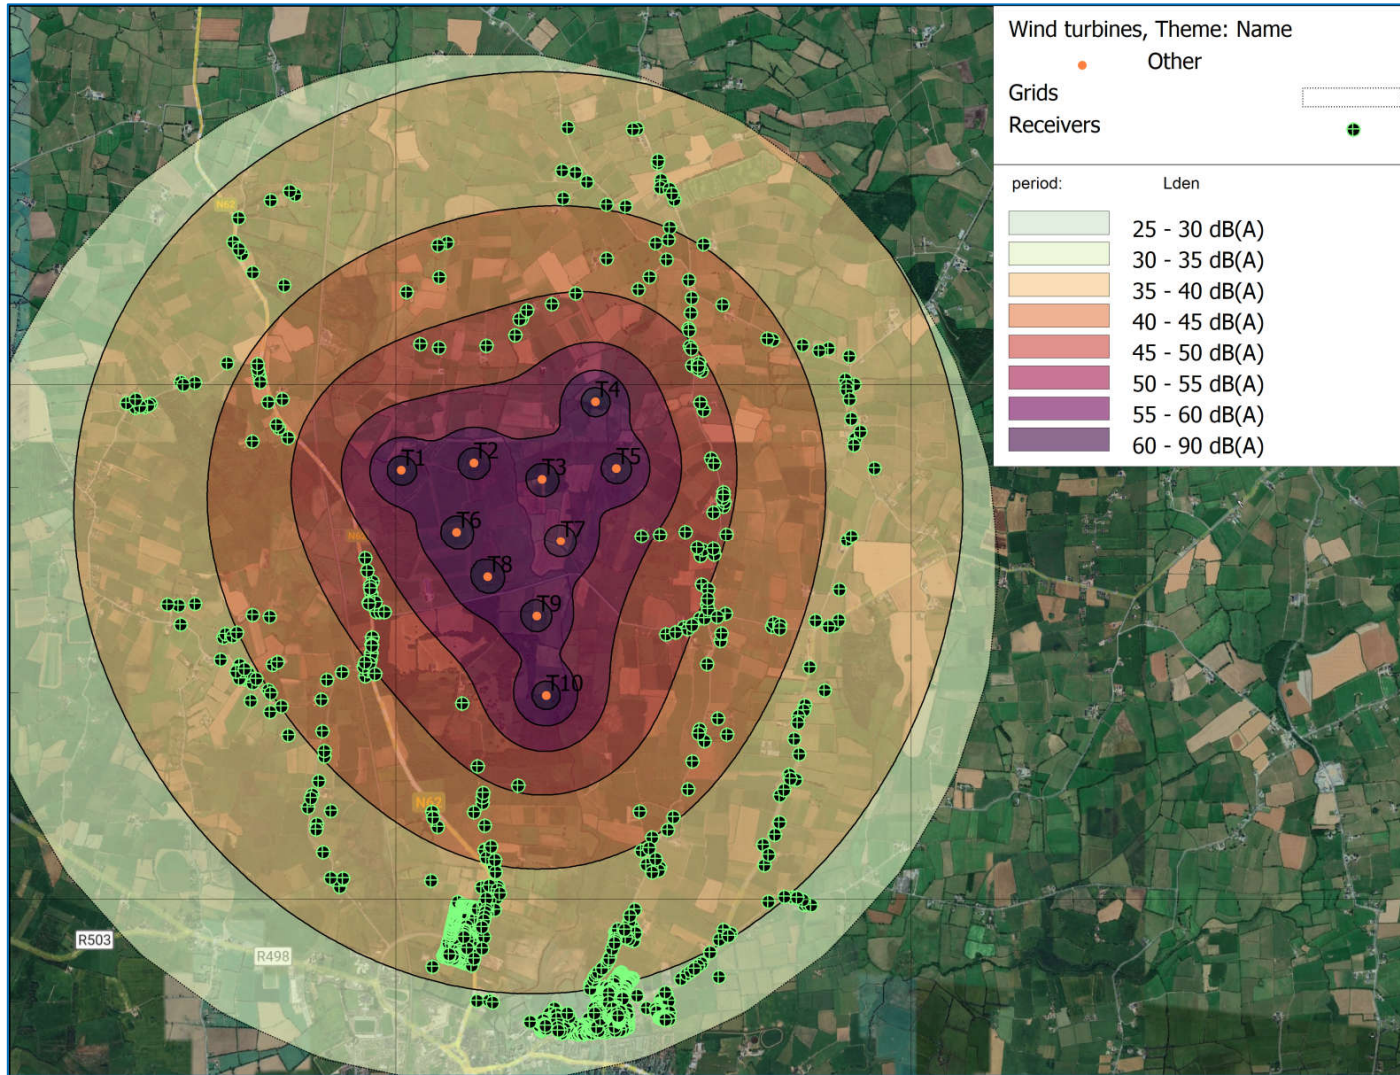 Wind turbines, Theme: Name
Other
Grids
Receivers
period: Lden
25 - 30 dB(A)
30 - 35 dB(A)
35 - 40 dB(A)
40 - 45 dB(A)
45 - 50 dB(A)
50 - 55 dB(A)
55 - 60 dB(A)
60 - 90 dB(A)
N62
T4
T1
T2
T3
T5
T6
T7
T8
T9
T10
N62
R503
R498